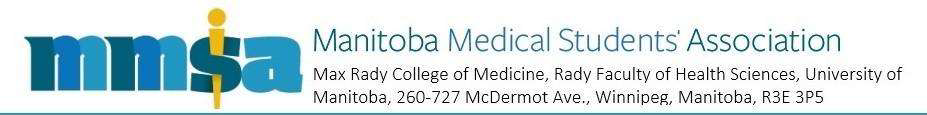 mmsa
Manitoba Medical Students' Association
Max Rady College of Medicine, Rady Faculty of Health Sciences, University of
Manitoba, 260-727 McDermot Ave., Winnipeg, Manitoba, R3E 3P5